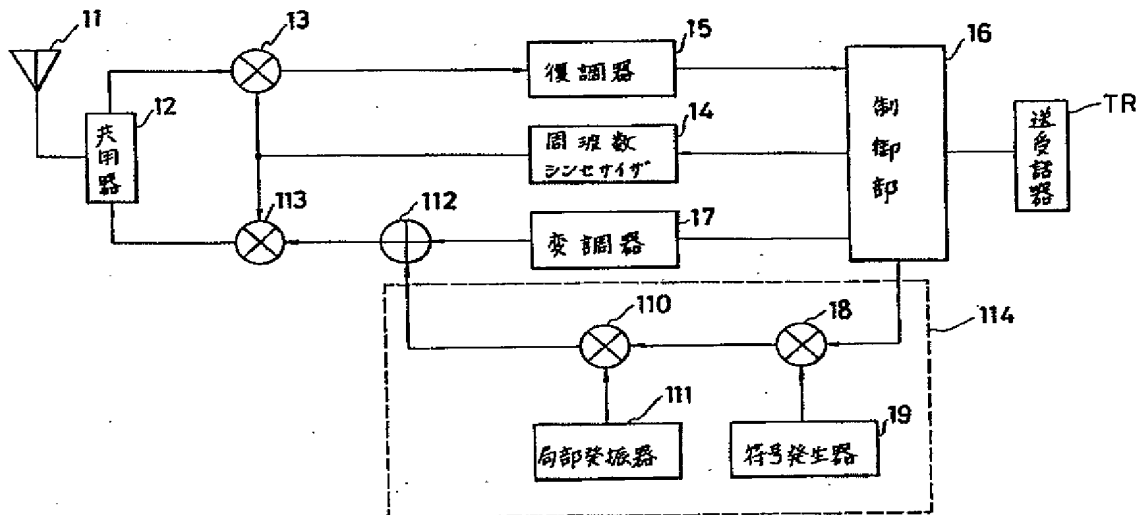 11
13
15
復調器
16
制御部
TR
送受話器
12
共用器
14
周波数
シンセサイザ
113
112
17
変調器
110
18
114
111
局部発振器
19
符号発生器